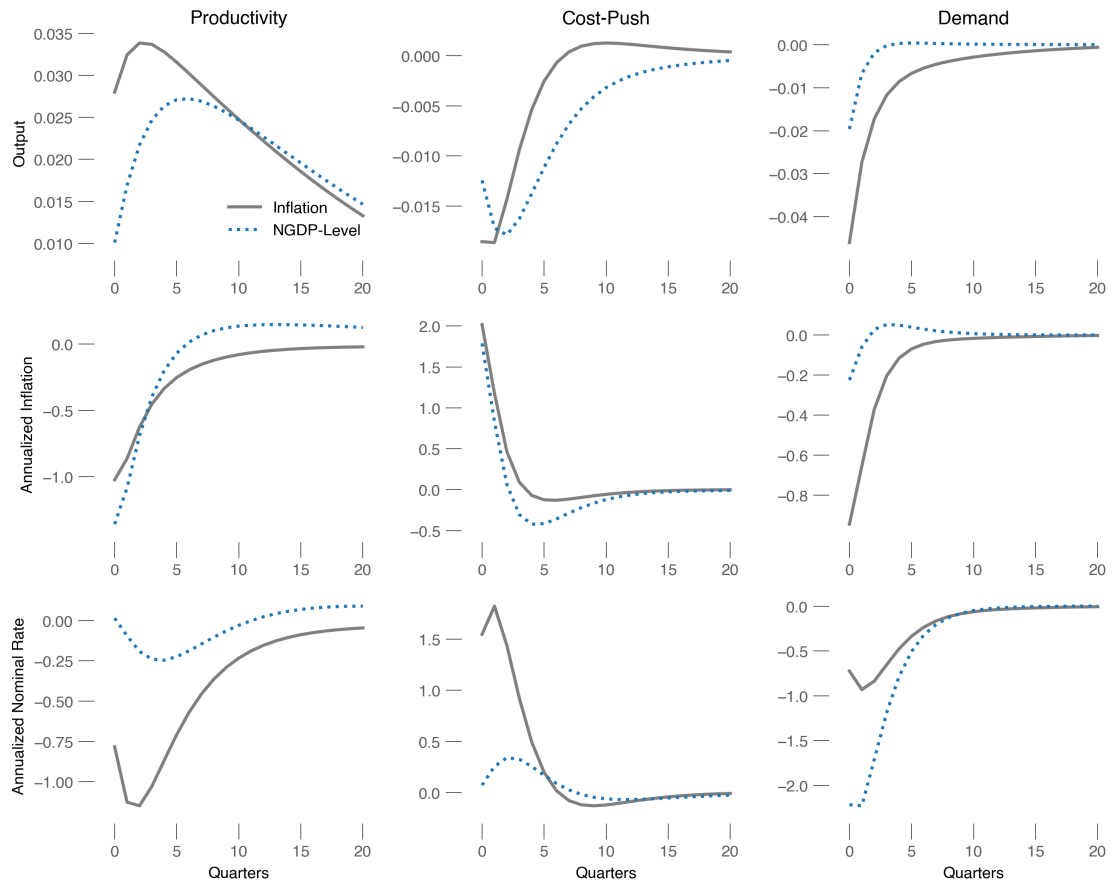 Productivity
Cost-Push
Demand
Output
0.035
0.030
0.025
0.020
0.015
0.010
Inflation
NGDP-Level
0 5 10 15 20
0.000
−0.005
−0.010
−0.015
0 5 10 15 20
0.00
−0.01
−0.02
−0.03
−0.04
0 5 10 15 20
Annualized Inflation
0.0
−0.5
−1.0
0 5 10 15 20
2.0
1.5
1.0
0.5
0.0
−0.5
0 5 10 15 20
0.0
−0.2
−0.4
−0.6
−0.8
0 5 10 15 20
Annualized Nominal Rate
0.00
−0.25
−0.50
−0.75
−1.00
0 5 10 15 20
Quarters
1.5
1.0
0.5
0.0
0 5 10 15 20
Quarters
0.0
−0.5
−1.0
−1.5
−2.0
0 5 10 15 20
Quarters